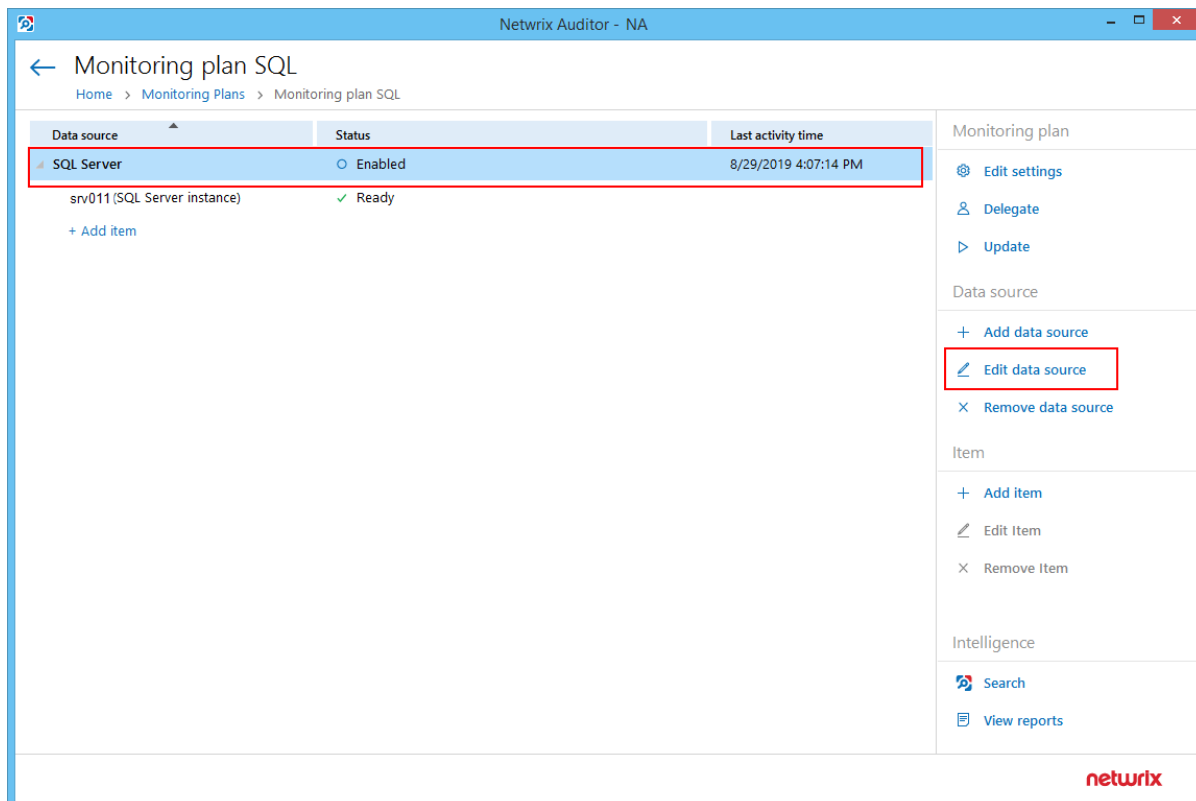 Netwrix Auditor - NA
Monitoring plan SQL
Home > Monitoring Plans > Monitoring plan SQL
Data source Status Last activity time
SQL Server Enabled 8/29/2019 4:07:14 PM
srv011 (SQL Server instance) Ready
+ Add item
Monitoring plan
Edit settings
Delegate
Update
Data source
Add data source
Edit data source
Remove data source
Item
Add item
Edit Item
Remove Item
Intelligence
Search
View reports
netwrix